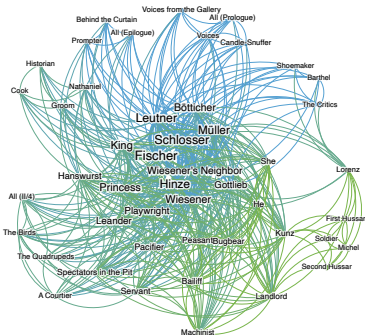 Voices from the Gallery
Behind the Curtain
All (Prologue)
All (Epilogue)
Prompter
Voices
Candle-Snuffer
Historian
Shoemaker
Nathaniel
Barthel
Cook
Groom
Bötticher
The Critics
Leutner
Müller
Schlosser
King
Fischer
She
Wiesener's Neighbor
Lorenz
Hanswurst
Princess
Hinze
Gottlieb
All (II/4)
Wiesener
He
Playwright
Leander
First Hussar
The Birds
Kunz
Soldier
Pacifier
Peasant
Bugbear
Michel
The Quadrupeds
Second Hussar
Spectators in the Pit
Bailiff
A Courtier
Servant
Landlord
Machinist